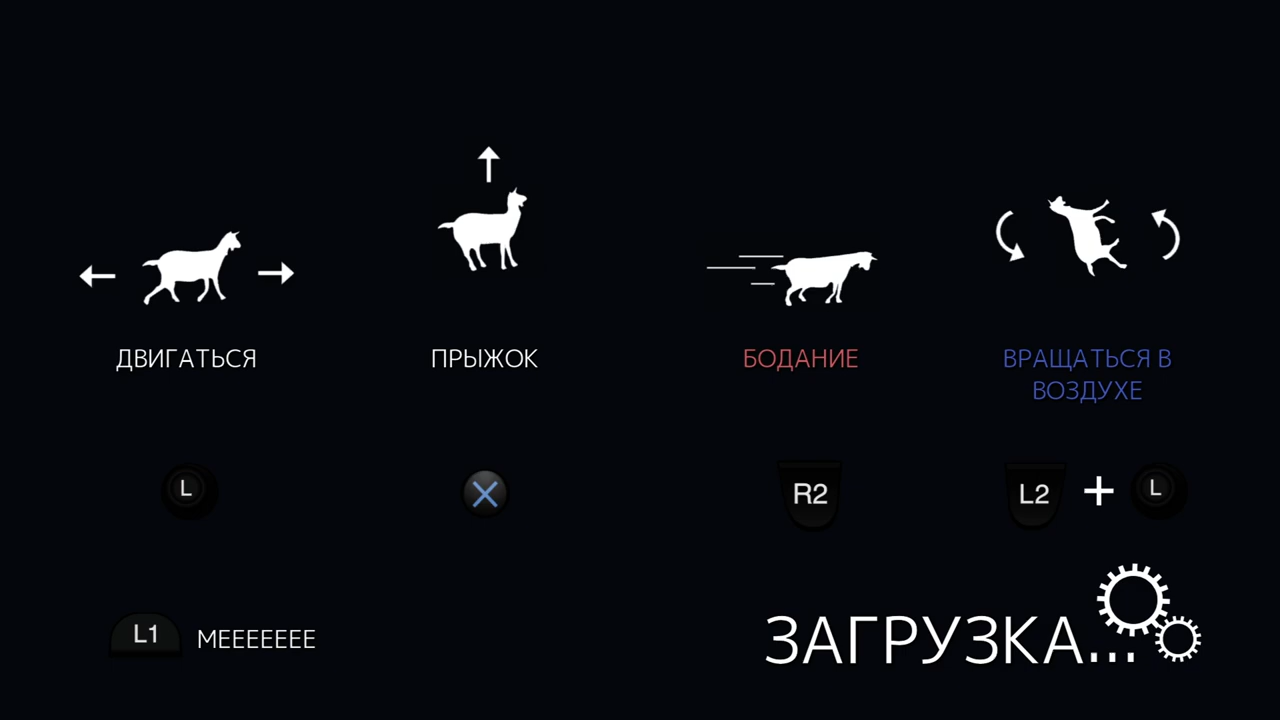 ДВИГАТЬСЯ
ПРЫЖОК
БОДАНИЕ
ВРАЩАТЬСЯ В
ВОЗДУХЕ
L
R2
L2 + L
L1 МЕЕЕЕЕЕЕ
ЗАГРУЗКА...